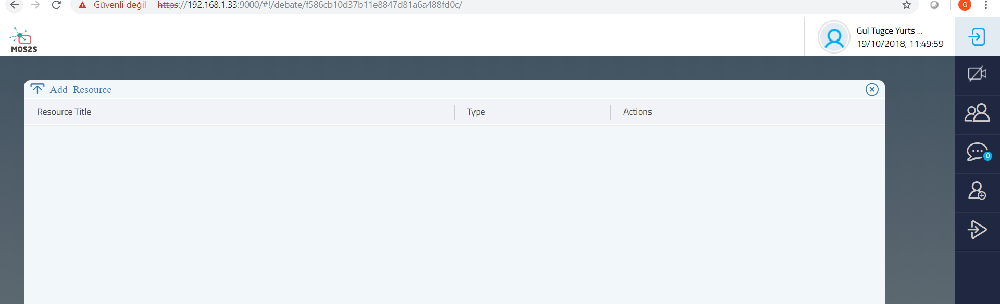 Güvenli değil https://192.168.1.33:9000/#!/debate/f586cb10d37b11e8847d81a6a488fd0c/
G
MOS2S
Gul Tugce Yurts ...
19/10/2018, 11:49:59
Add Resource
Resource Title Type Actions
0